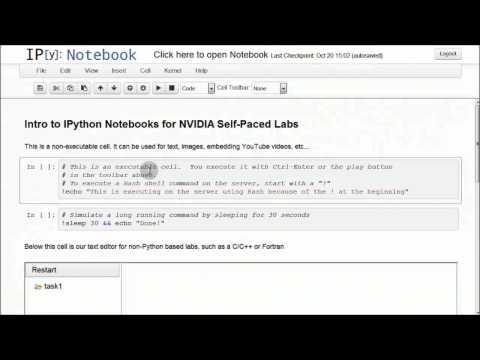 IP[y]: Notebook Click here to open Notebook Last Checkpoint: Oct 20 15:02 (autosaved) Logout
File Edit View Insert Cell Kernel Help
Code Cell Toolbar: None
Intro to IPython Notebooks for NVIDIA Self-Paced Labs
This is a non-executable cell. It can be used for text, images, embedding YouTube videos, etc...
In [ ]: # This is an executable cell. You execute it with Ctrl-Enter or the play button
# in the toolbar above.
# To execute a Bash shell command on the server, start with a "!"
!echo "This is executing on the server using Bash because of the ! at the beginning"
In [ ]: # Simulate a long running command by sleeping for 30 seconds
!sleep 30 && echo "Done!"
Below this cell is our text editor for non-Python based labs, such as a C/C++ or Fortran
Restart
task1